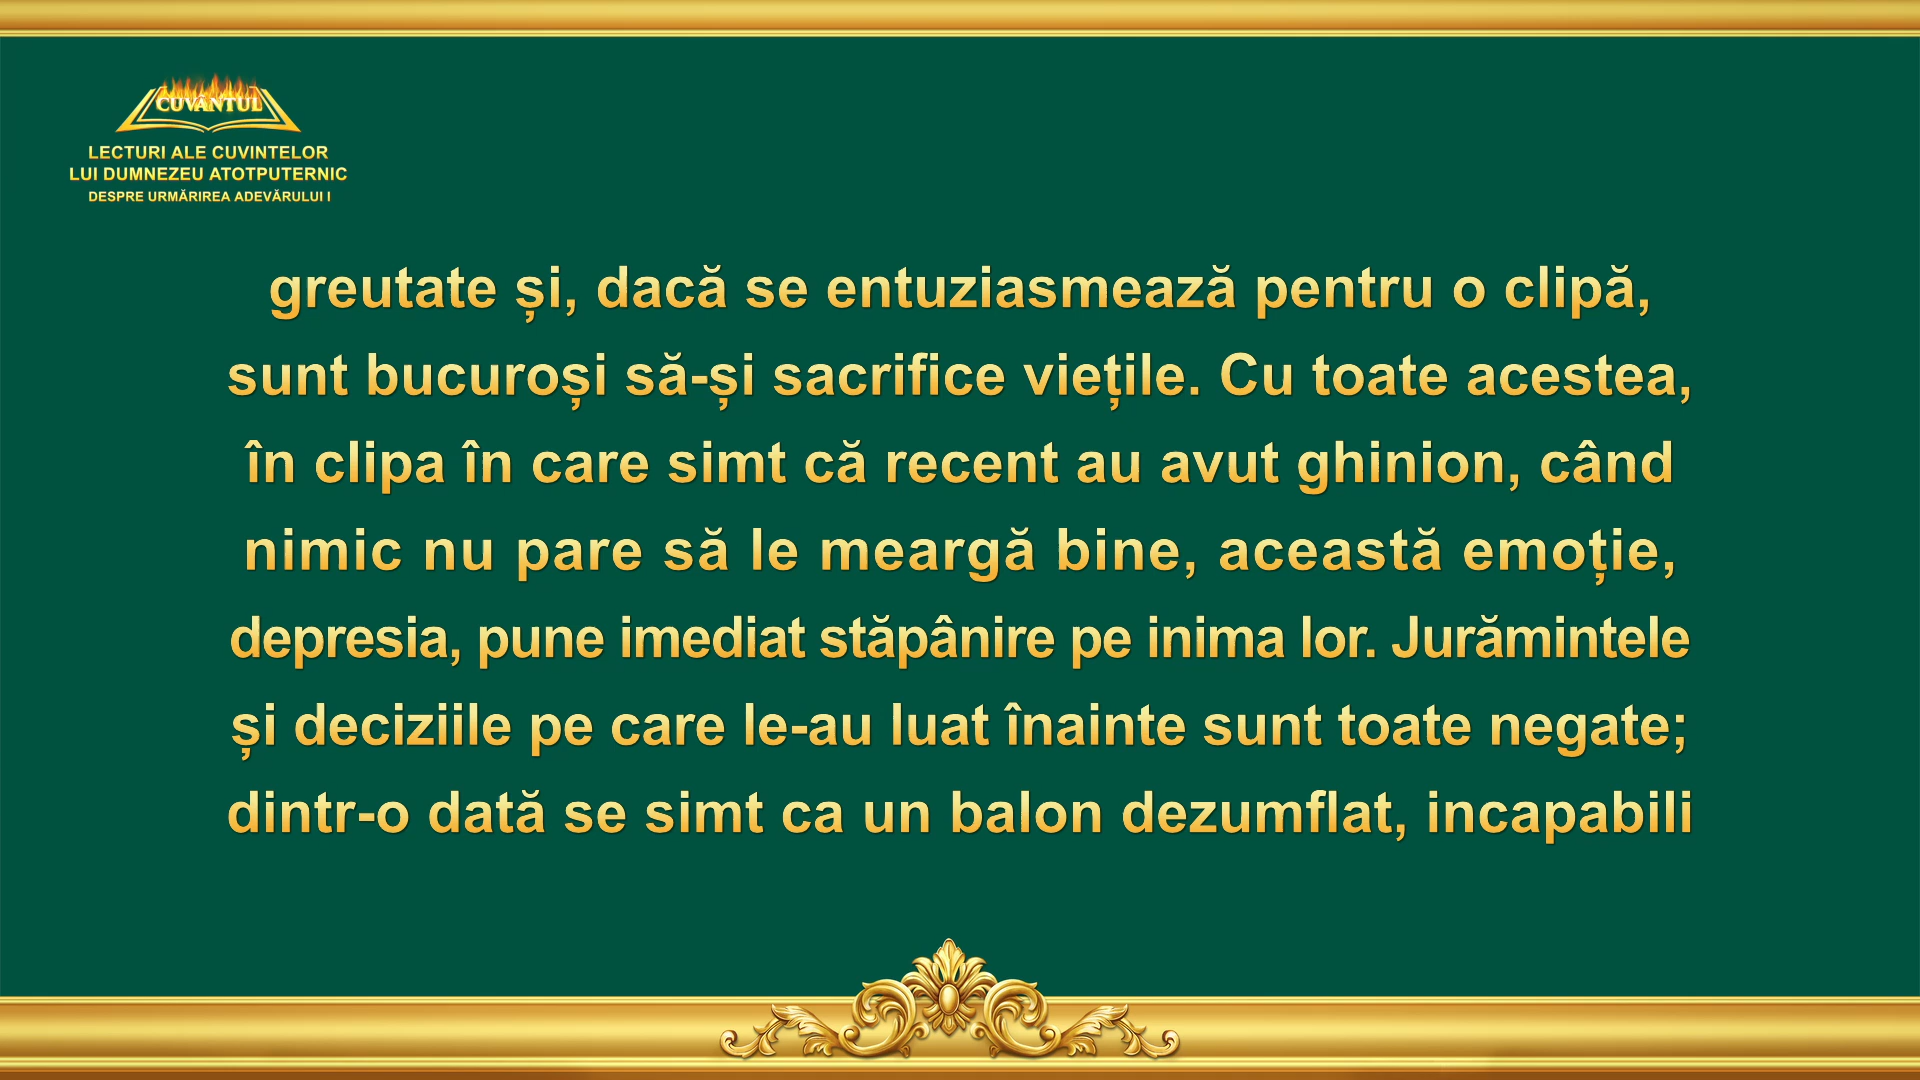 CUVÂNTUL
LECTURI ALE CUVINTELOR
LUI DUMNEZEU ATOTPUTERNIC
DESPRE URMĂRIREA ADEVĂRULUI I
greutate și, dacă se entuziasmează pentru o clipă,
sunt bucuroși să-și sacrifice viețile. Cu toate acestea,
în clipa în care simt că recent au avut ghinion, când
nimic nu pare să le meargă bine, această emoție,
depresia, pune imediat stăpânire pe inima lor. Jurămintele
și deciziile pe care le-au luat înainte sunt toate negate;
dintr-o dată se simt ca un balon dezumflat, incapabili